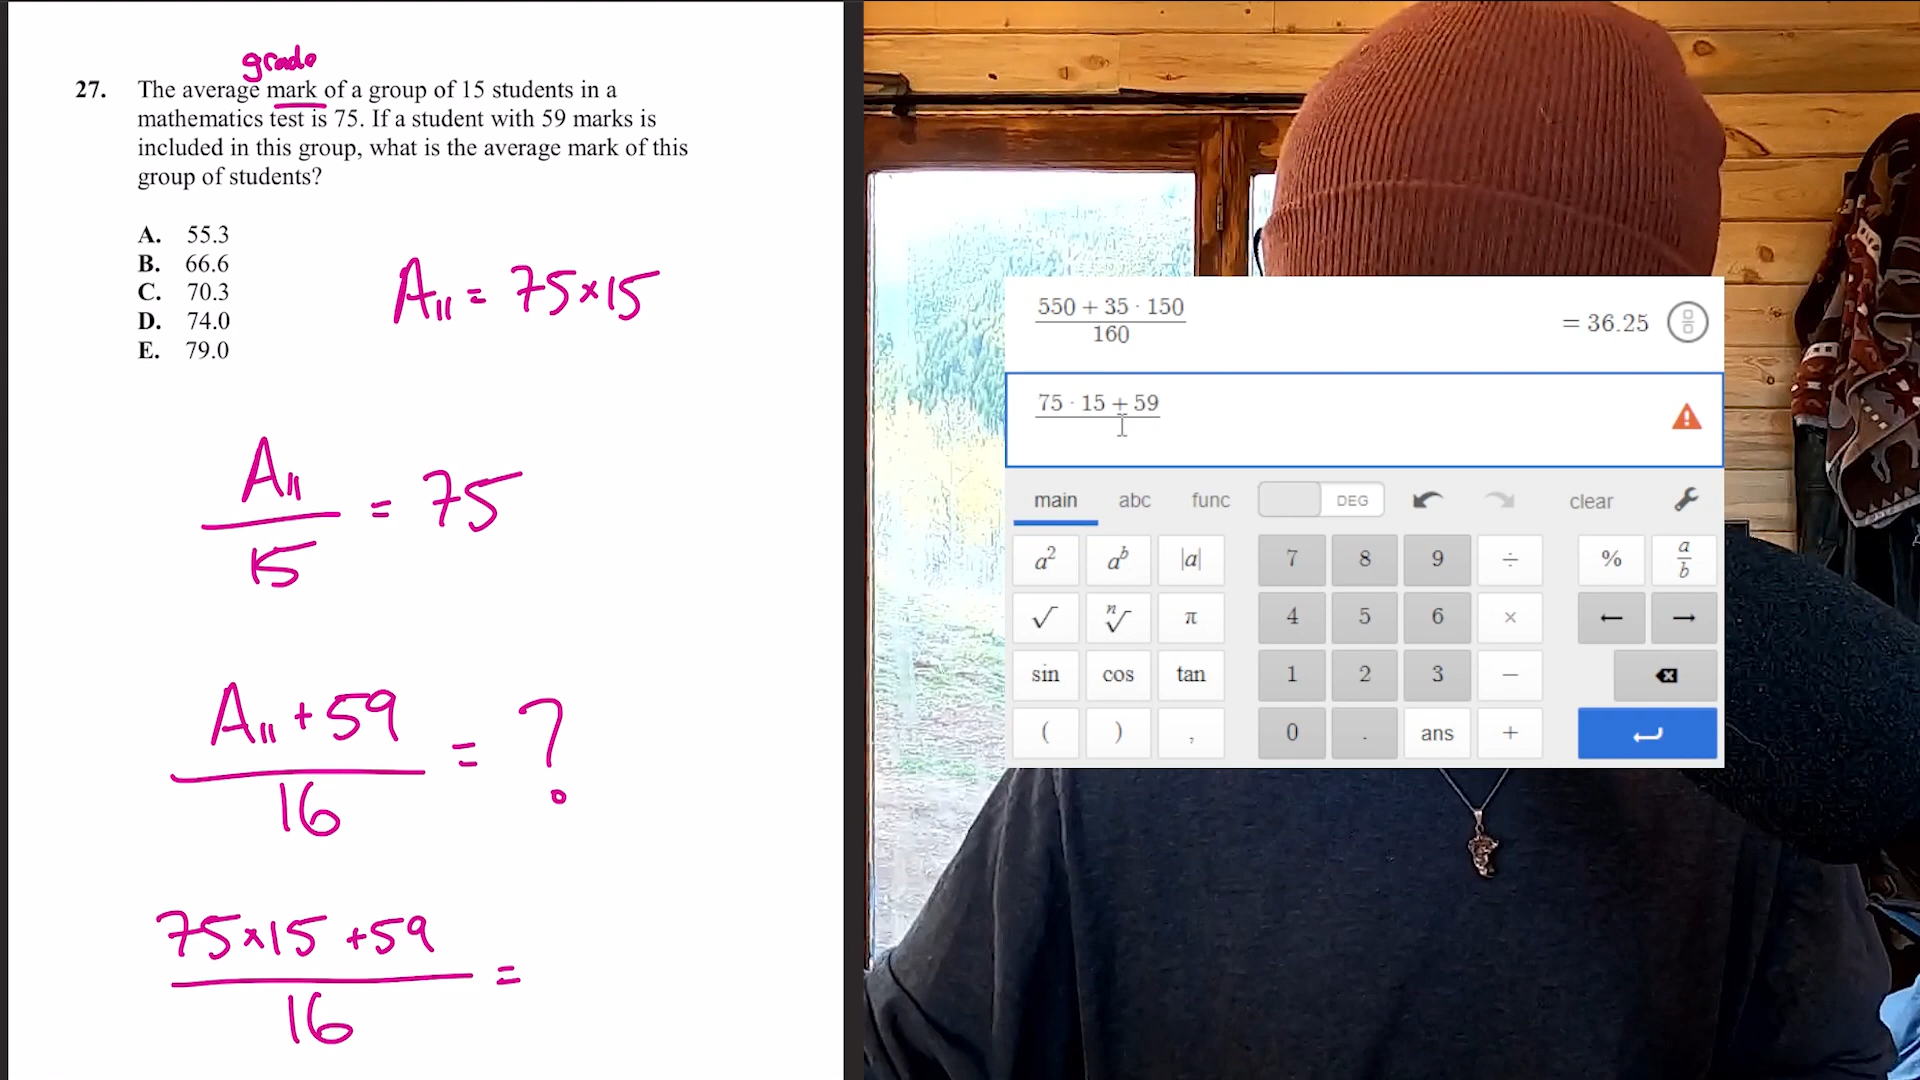 grade
27. The average mark of a group of 15 students in a
mathematics test is 75. If a student with 59 marks is
included in this group, what is the average mark of this
group of students?
A. 55.3
B. 66.6
C. 70.3
D. 74.0
E. 79.0
All = 75×15
All
15
= 75
All + 59
16
= ?
75×15 +59
16
=
550 + 35 · 150
160
= 36.25
75 · 15 + 59
main abc func DEG clear
a² aᵇ |a| 7 8 9 ÷ % a/b
√ ⁿ√ π 4 5 6 × ← →
sin cos tan 1 2 3 −
( ) , 0 . ans +